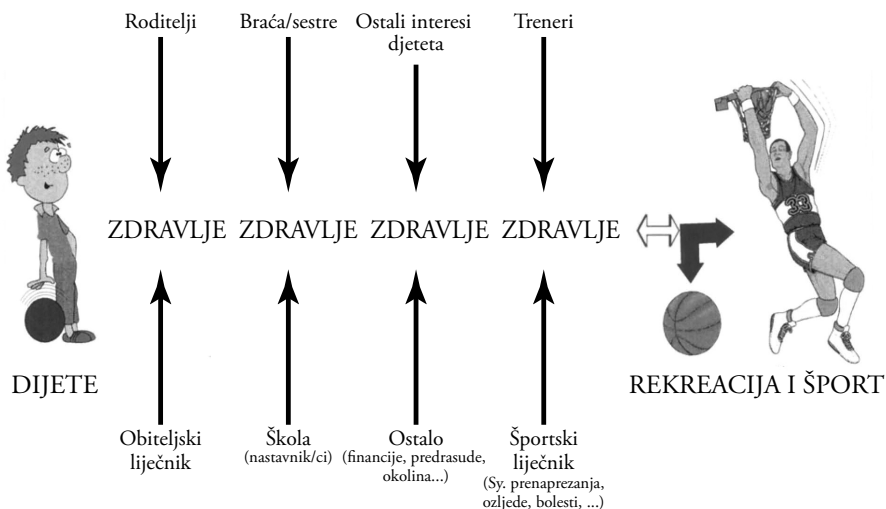 Roditelji
Braća/sestre
Ostali interesi
djeteta
Treneri
33
ZDRAVLJE ZDRAVLJE ZDRAVLJE ZDRAVLJE
DIJETE
REKREACIJA I ŠPORT
Obiteljski
liječnik
Škola
(nastavnik/ci)
Ostalo
(financije, predrasude,
okolina...)
Športski
liječnik
(Sy. prenaprezanja,
ozljede, bolesti, ...)